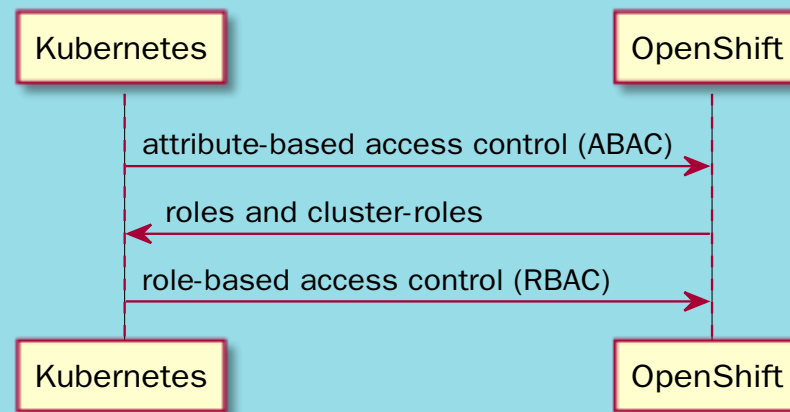 Kubernetes
OpenShift
attribute-based access control (ABAC)
roles and cluster-roles
role-based access control (RBAC)
Kubernetes
OpenShift